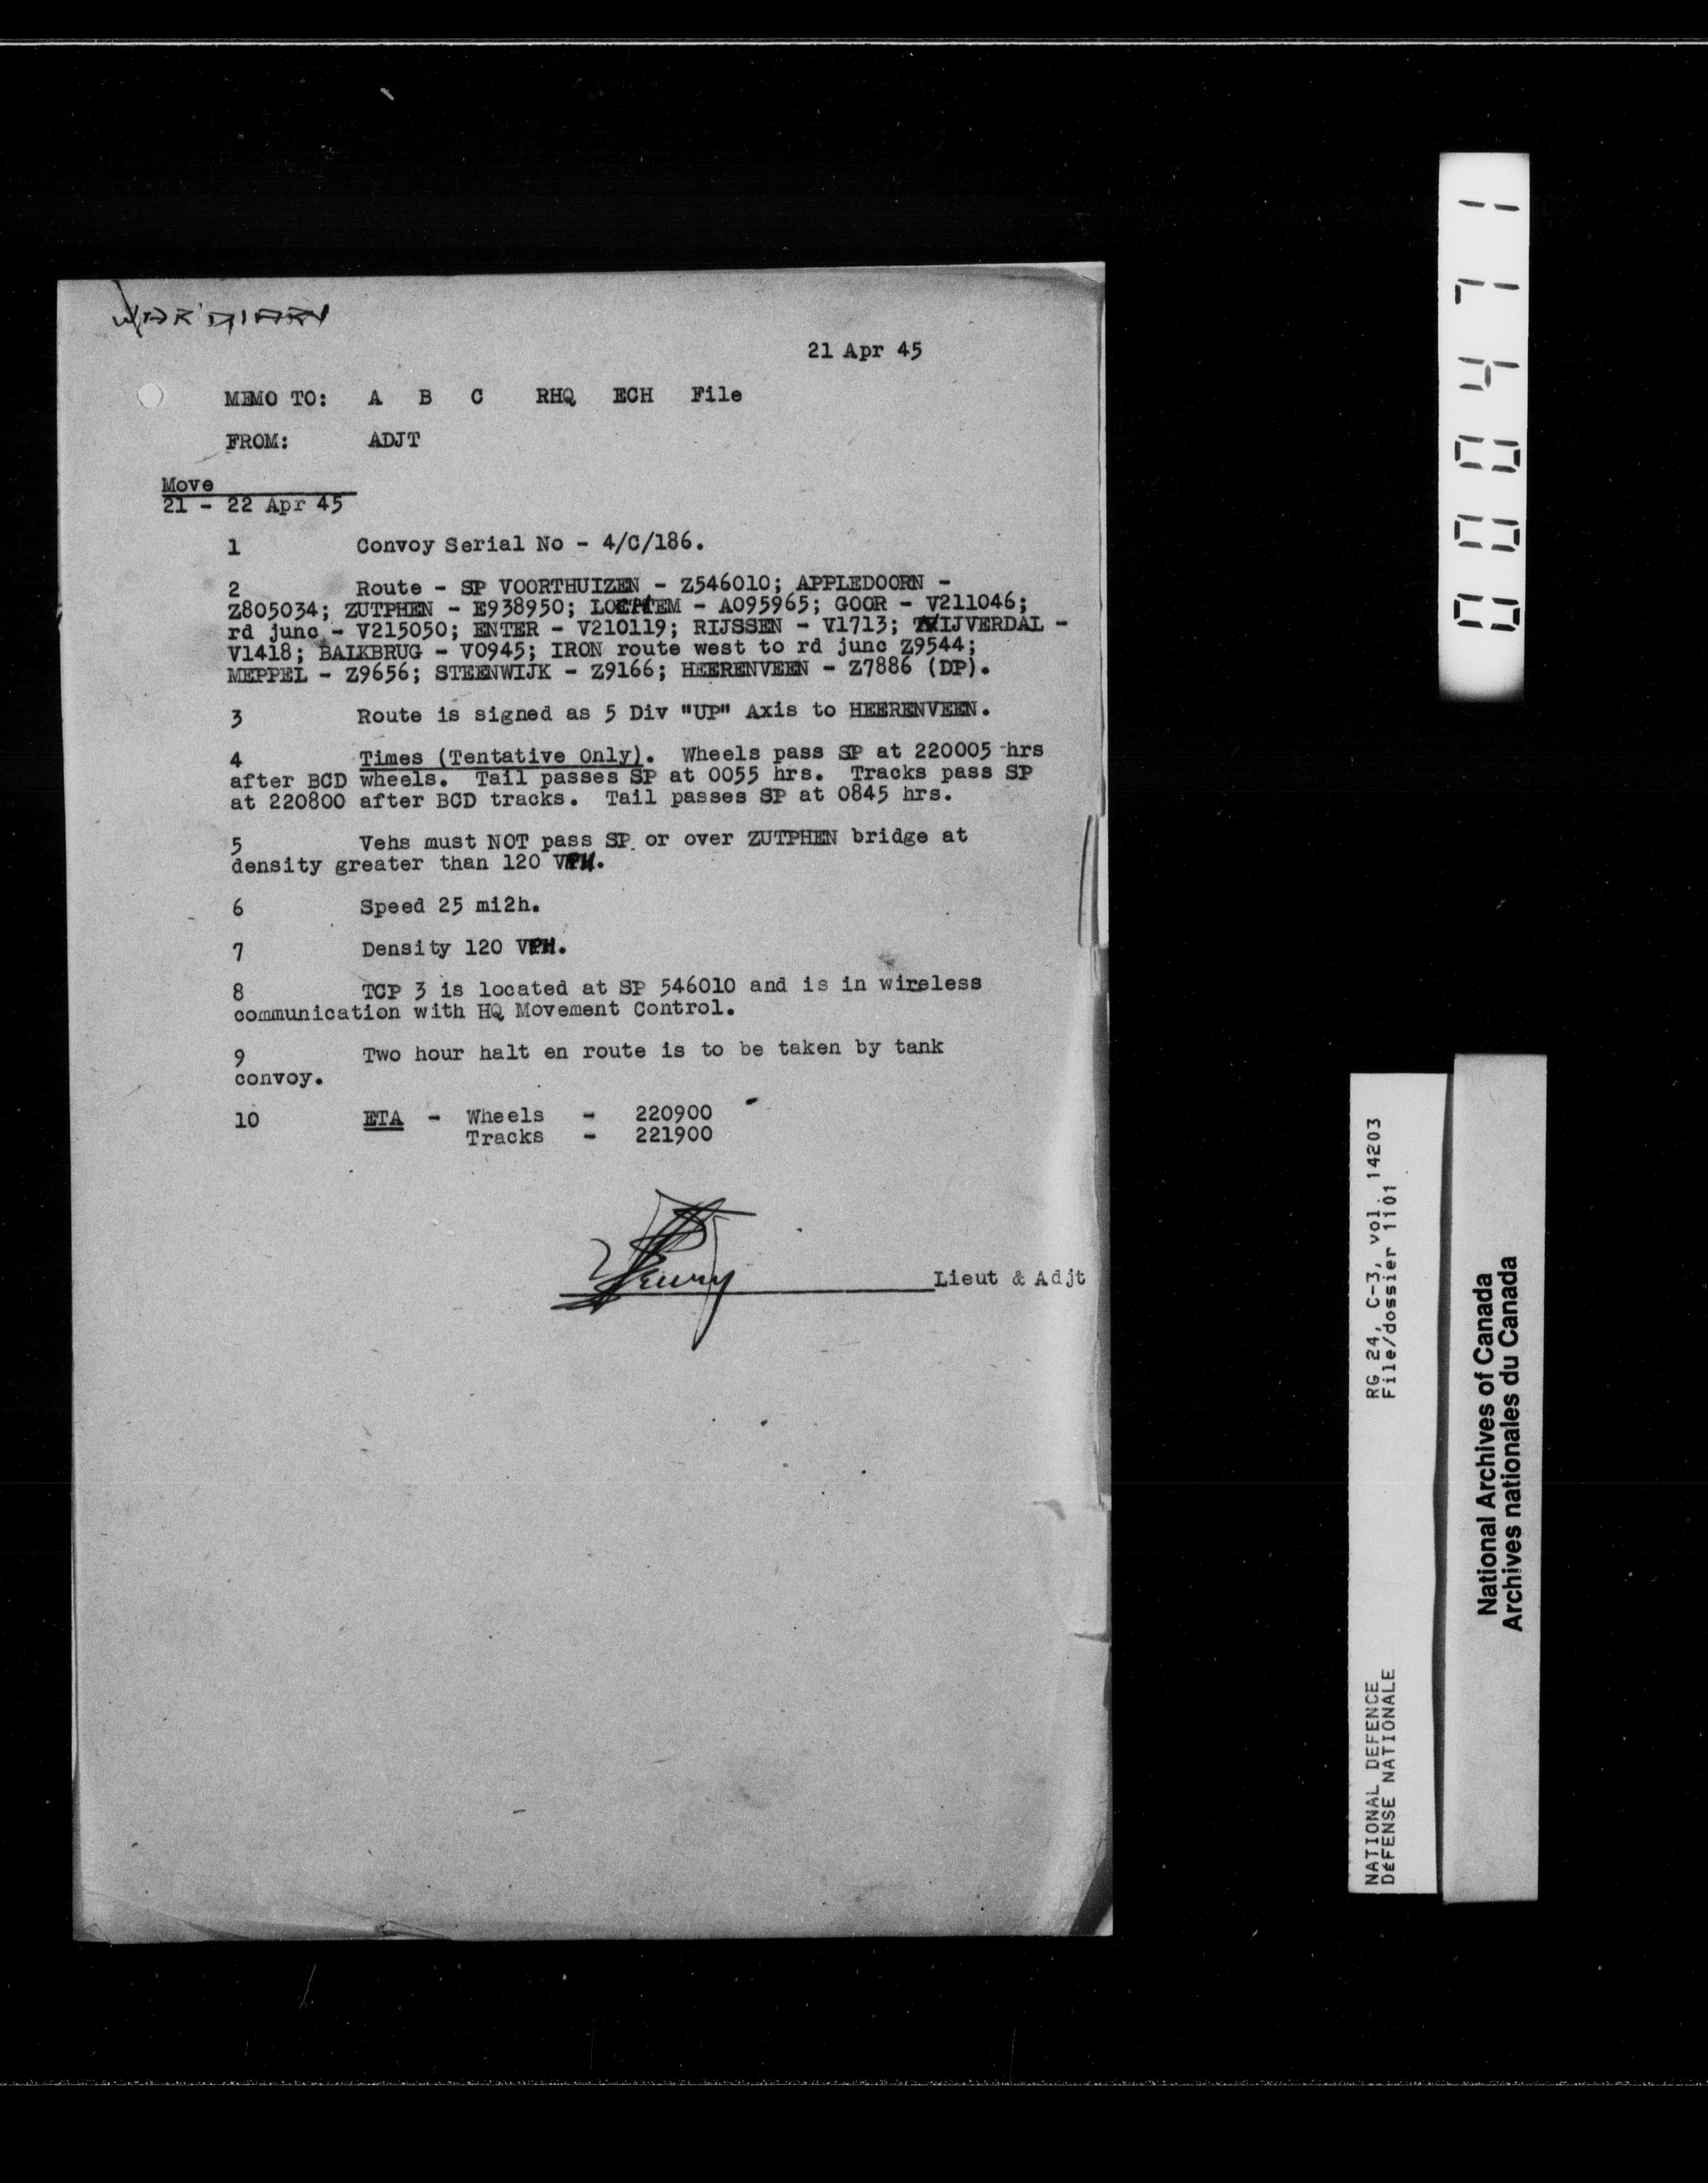 WAR DIARY
21 Apr 45
MEMO TO: A B C RHQ ECH File
FROM: ADJT
Move
21 - 22 Apr 45
1 Convoy Serial No - 4/C/186.
2 Route - SP VOORTHUIZEN - Z546010; APPLEDOORN -
Z805034; ZUTPHEN - E938950; LOCHEM - A095965; GOOR - V211046;
rd junc - V215050; ENTER - V210119; RIJSSEN - V1713; NIJVERDAL -
V1418; BALKBRUG - V0945; IRON route west to rd junc Z9544;
MEPPEL - Z9656; STEENWIJK - Z9166; HEERENVEEN - Z7886 (DP).
3 Route is signed as 5 Div "UP" Axis to HEERENVEEN.
4 Times (Tentative Only). Wheels pass SP at 220005 hrs
after BCD wheels. Tail passes SP at 0055 hrs. Tracks pass SP
at 220800 after BCD tracks. Tail passes SP at 0845 hrs.
5 Vehs must NOT pass SP or over ZUTPHEN bridge at
density greater than 120 VPH.
6 Speed 25 mi2h.
7 Density 120 VPH.
8 TCP 3 is located at SP 546010 and is in wireless
communication with HQ Movement Control.
9 Two hour halt en route is to be taken by tank
convoy.
10 ETA - Wheels - 220900
Tracks - 221900
Lieut & Adjt
000471
RG 24, C-3, vol. 14203
File/dossier 1101
NATIONAL DEFENCE
DéFENSE NATIONALE
National Archives of Canada
Archives nationales du Canada